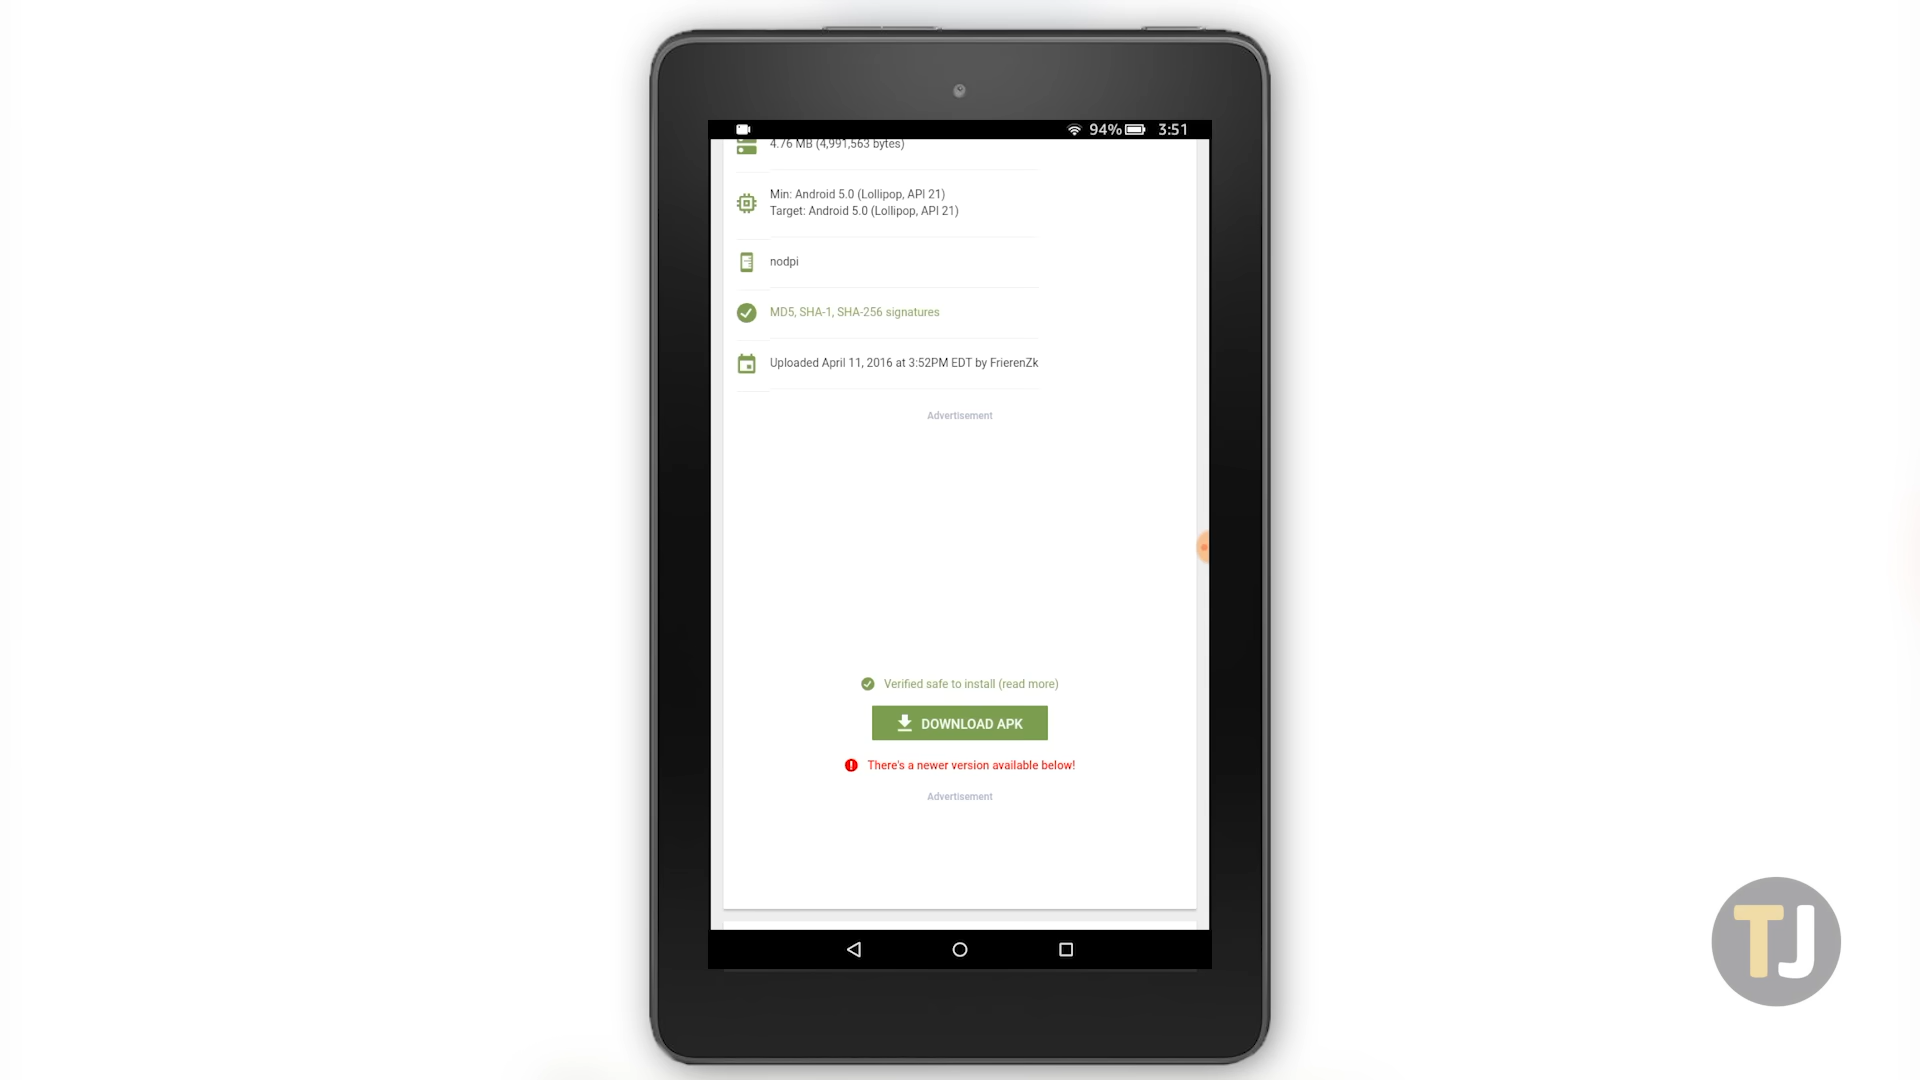 94% 3:51
4.76 MB (4,991,563 bytes)
Min: Android 5.0 (Lollipop, API 21)
Target: Android 5.0 (Lollipop, API 21)
nodpi
MD5, SHA-1, SHA-256 signatures
Uploaded April 11, 2016 at 3:52PM EDT by FrierenZk
Advertisement
Verified safe to install (read more)
DOWNLOAD APK
There's a newer version available below!
Advertisement
TJ